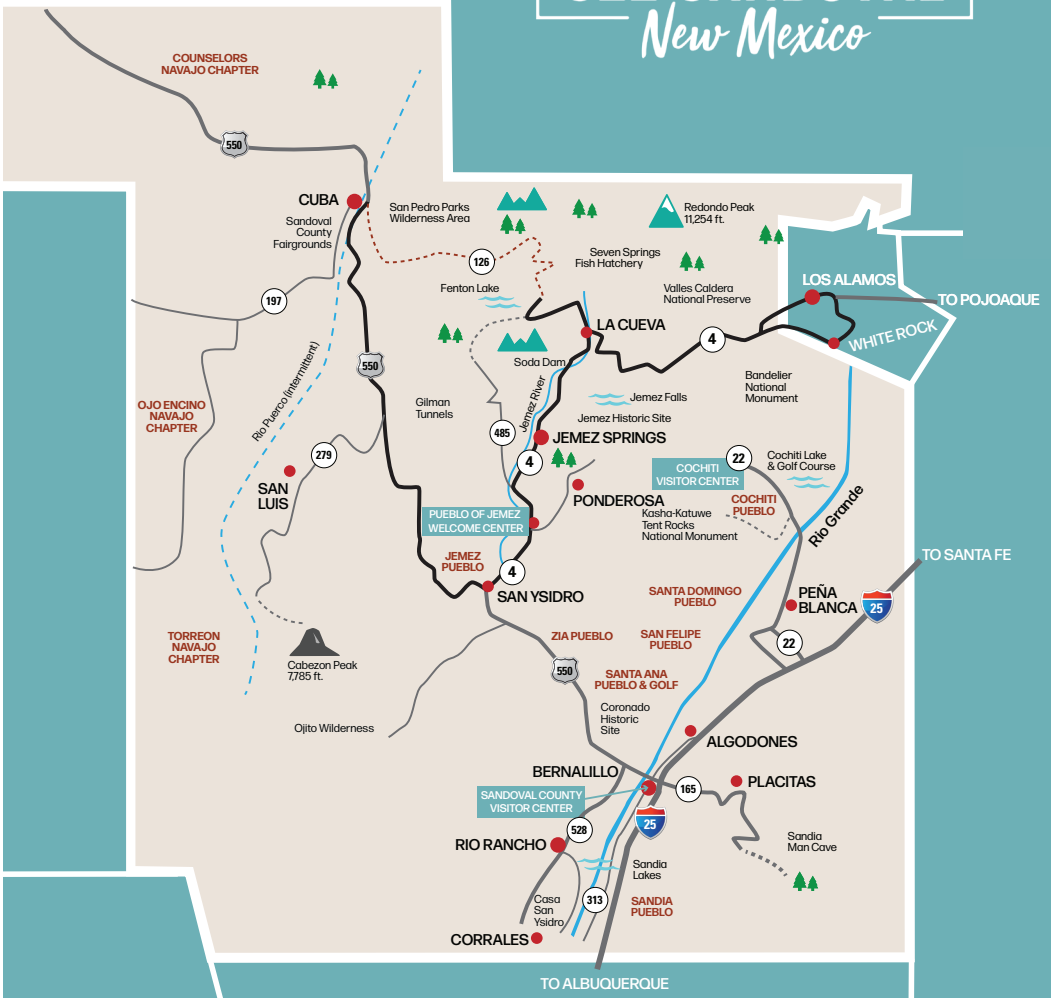 New Mexico
COUNSELORS
NAVAJO CHAPTER
550
CUBA
Sandoval
County
Fairgrounds
San Pedro Parks
Wilderness Area
Redondo Peak
11,254 ft.
126
Seven Springs
Fish Hatchery
Fenton Lake
Valles Caldera
National Preserve
LOS ALAMOS
TO POJOAQUE
WHITE ROCK
197
LA CUEVA
4
Soda Dam
550
Rio Puerco (intermittent)
Bandelier
National
Monument
OJO ENCINO
NAVAJO
CHAPTER
Gilman
Tunnels
Jemez River
Jemez Falls
Jemez Historic Site
485
JEMEZ SPRINGS
4
279
SAN
LUIS
22
COCHITI
VISITOR CENTER
Cochiti Lake
& Golf Course
PONDEROSA
COCHITI
PUEBLO
Kasha-Katuwe
Tent Rocks
National Monument
Rio Grande
PUEBLO OF JEMEZ
WELCOME CENTER
JEMEZ
PUEBLO
4
SAN YSIDRO
TO SANTA FE
SANTA DOMINGO
PUEBLO
PEÑA
BLANCA
25
TORREON
NAVAJO
CHAPTER
ZIA PUEBLO
SAN FELIPE
PUEBLO
22
Cabezon Peak
7,785 ft.
550
SANTA ANA
PUEBLO & GOLF
Coronado
Historic
Site
Ojito Wilderness
ALGODONES
BERNALILLO
SANDOVAL COUNTY
VISITOR CENTER
165
PLACITAS
25
528
RIO RANCHO
Sandia
Man Cave
Sandia
Lakes
313
Casa
San
Ysidro
SANDIA
PUEBLO
CORRALES
TO ALBUQUERQUE